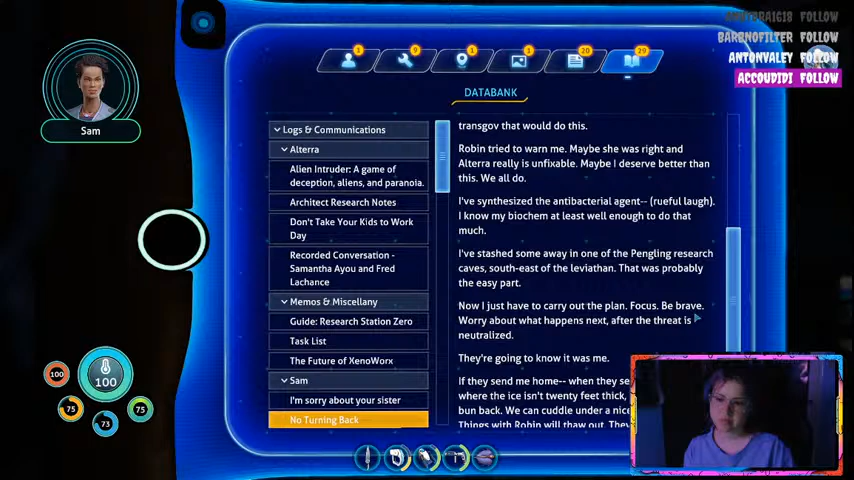 BARBNOFILTER FOLLOW
ANTONVALEY FOLLOW
ACCOUDIDI FOLLOW
1
9
1
1
20
29
DATABANK
Sam
Logs & Communications
Alterra
Alien Intruder: A game of
deception, aliens, and paranoia.
Architect Research Notes
Don't Take Your Kids to Work
Day
Recorded Conversation -
Samantha Ayou and Fred
Lachance
Memos & Miscellany
Guide: Research Station Zero
Task List
The Future of XenoWorx
Sam
I'm sorry about your sister
No Turning Back
transgov that would do this.
Robin tried to warn me. Maybe she was right and
Alterra really is unfixable. Maybe I deserve better than
this. We all do.
I've synthesized the antibacterial agent-- (rueful laugh).
I know my biochem at least well enough to do that
much.
I've stashed some away in one of the Pengling research
caves, south-east of the leviathan. That was probably
the easy part.
Now I just have to carry out the plan. Focus. Be brave.
Worry about what happens next, after the threat is
neutralized.
They're going to know it was me.
If they send me home-- when they se
where the ice isn't twenty feet thick,
bun back. We can cuddle under a nice
Things with Robin will thaw out. They
100
100
75
73
75